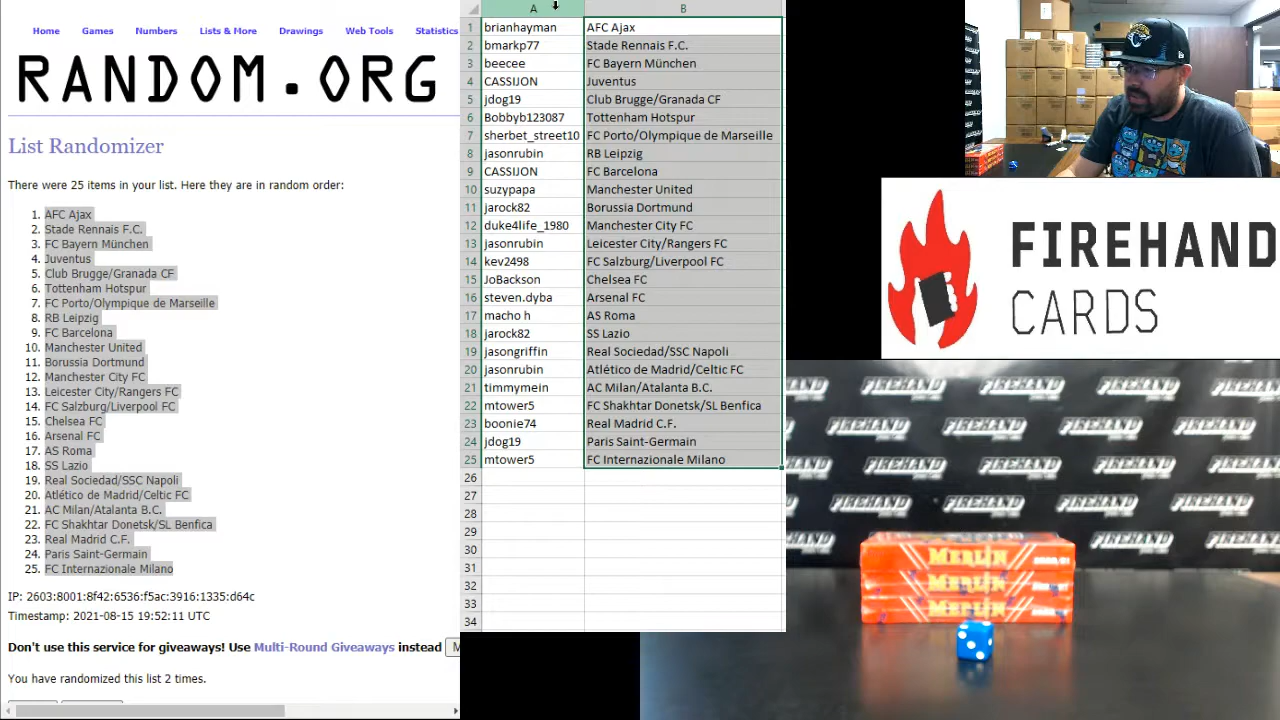 Home Games Numbers Lists & More Drawings Web Tools Statistics
RANDOM.ORG
List Randomizer
There were 25 items in your list. Here they are in random order:
1. AFC Ajax
2. Stade Rennais F.C.
3. FC Bayern München
4. Juventus
5. Club Brugge/Granada CF
6. Tottenham Hotspur
7. FC Porto/Olympique de Marseille
8. RB Leipzig
9. FC Barcelona
10. Manchester United
11. Borussia Dortmund
12. Manchester City FC
13. Leicester City/Rangers FC
14. FC Salzburg/Liverpool FC
15. Chelsea FC
16. Arsenal FC
17. AS Roma
18. SS Lazio
19. Real Sociedad/SSC Napoli
20. Atlético de Madrid/Celtic FC
21. AC Milan/Atalanta B.C.
22. FC Shakhtar Donetsk/SL Benfica
23. Real Madrid C.F.
24. Paris Saint-Germain
25. FC Internazionale Milano
IP: 2603:8001:8f42:6536:f5ac:3916:1335:d64c
Timestamp: 2021-08-15 19:52:11 UTC
Don't use this service for giveaways! Use Multi-Round Giveaways instead
You have randomized this list 2 times.
A B
1 brianhayman AFC Ajax
2 bmarkp77 Stade Rennais F.C.
3 beecee FC Bayern München
4 CASSIJON Juventus
5 jdog19 Club Brugge/Granada CF
6 Bobbyb123087 Tottenham Hotspur
7 sherbet_street10 FC Porto/Olympique de Marseille
8 jasonrubin RB Leipzig
9 CASSIJON FC Barcelona
10 suzypapa Manchester United
11 jarock82 Borussia Dortmund
12 duke4life_1980 Manchester City FC
13 jasonrubin Leicester City/Rangers FC
14 kev2498 FC Salzburg/Liverpool FC
15 JoBackson Chelsea FC
16 steven.dyba Arsenal FC
17 macho h AS Roma
18 jarock82 SS Lazio
19 jasongriffin Real Sociedad/SSC Napoli
20 jasonrubin Atlético de Madrid/Celtic FC
21 timmymein AC Milan/Atalanta B.C.
22 mtower5 FC Shakhtar Donetsk/SL Benfica
23 boonie74 Real Madrid C.F.
24 jdog19 Paris Saint-Germain
25 mtower5 FC Internazionale Milano
26
27
28
29
30
31
32
33
34
FIREHAND
CARDS
FIREHAND
MERLIN
MERLIN
MERLIN